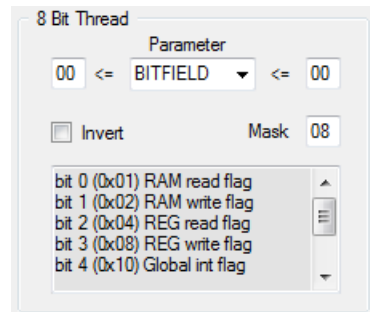 8 Bit Thread
Parameter
00 <= BITFIELD <= 00
Invert Mask 08
bit 0 (0x01) RAM read flag
bit 1 (0x02) RAM write flag
bit 2 (0x04) REG read flag
bit 3 (0x08) REG write flag
bit 4 (0x10) Global int flag